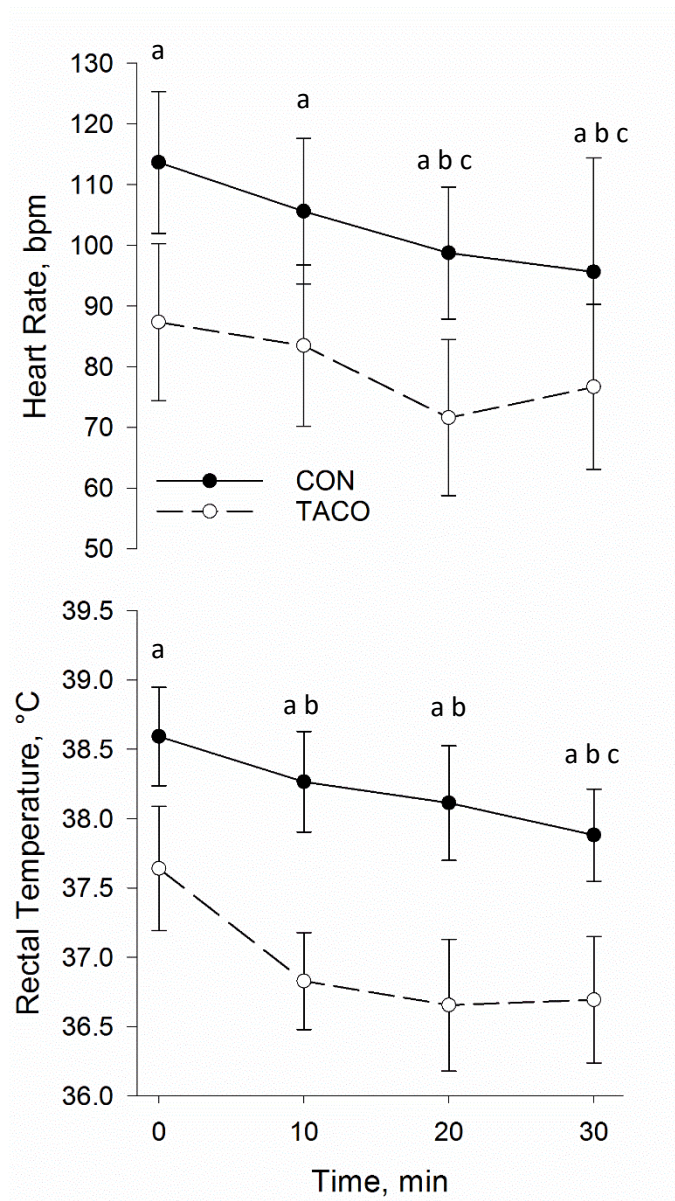 a
130
a
120
a b c
a b c
110
100
90
80
70
60
50
Heart Rate, bpm
CON
TACO
39.5
a
39.0
a b
a b
38.5
a b c
38.0
37.5
37.0
36.5
36.0
Rectal Temperature, °C
0 10 20 30
Time, min